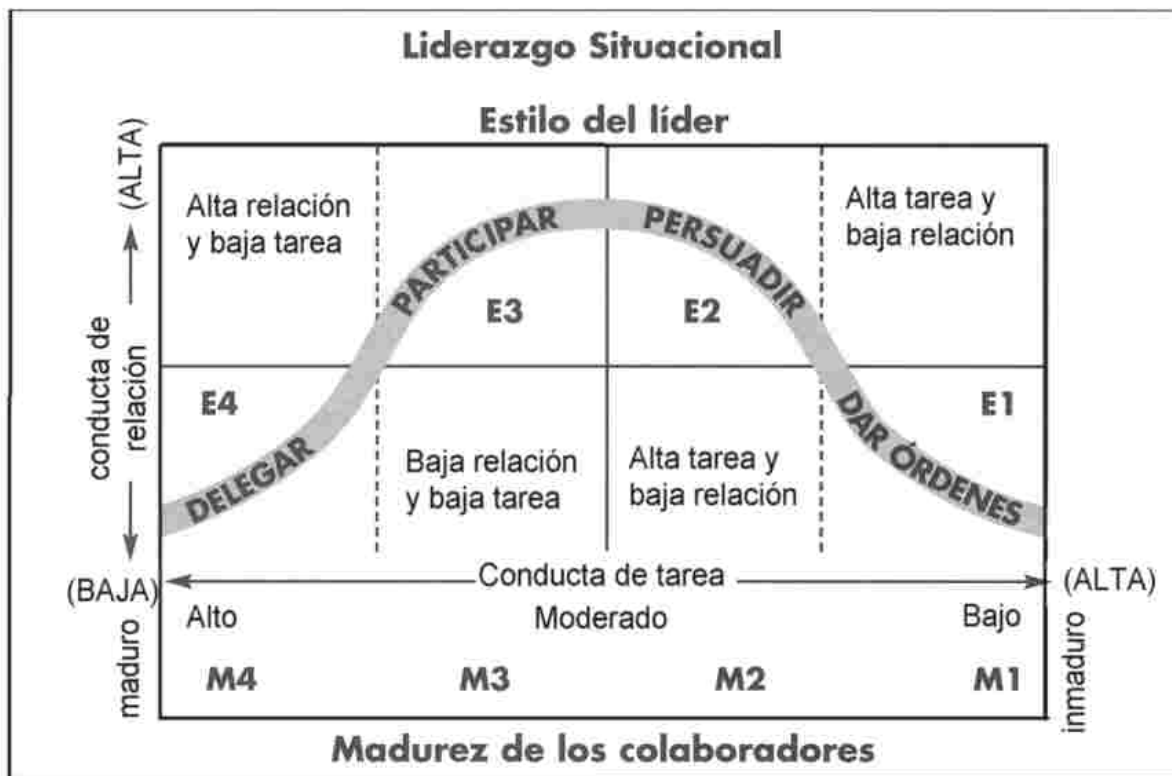 Liderazgo Situacional
Estilo del líder
(ALTA)
conducta de
relación
Alta relación
y baja tarea
PARTICIPAR
PERSUADIR
Alta tarea y
baja relación
E3
E2
E4
E1
DELEGAR
Baja relación
y baja tarea
Alta tarea y
baja relación
DAR ÓRDENES
(BAJA)
Conducta de tarea
(ALTA)
maduro
Alto
Moderado
Bajo
inmaduro
M4
M3
M2
M1
Madurez de los colaboradores